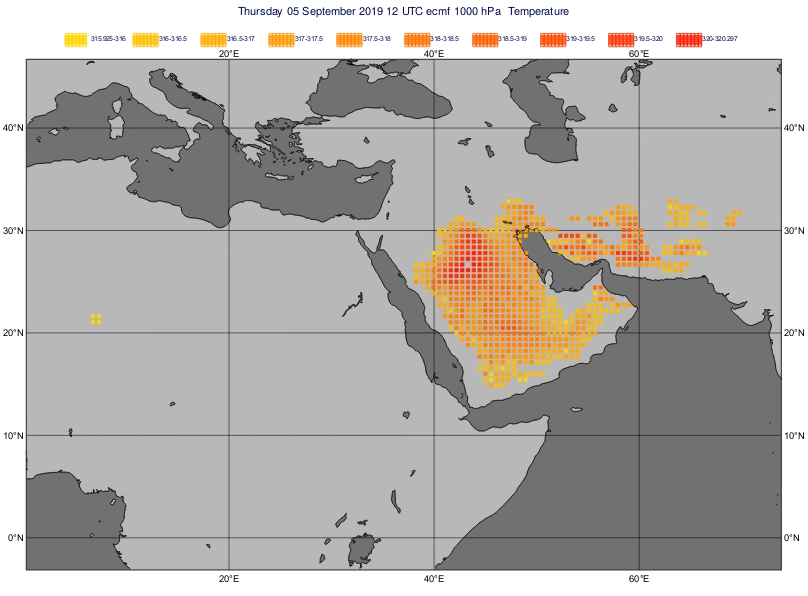 Thursday 05 September 2019 12 UTC ecmf 1000 hPa Temperature
315.925-316 316-316.5 316.5-317 317-317.5 317.5-318 318-318.5 318.5-319 319-319.5 319.5-320 320-320.297
20°E 40°E 60°E
40°N 40°N
30°N 30°N
20°N 20°N
10°N 10°N
0°N 0°N
20°E 40°E 60°E